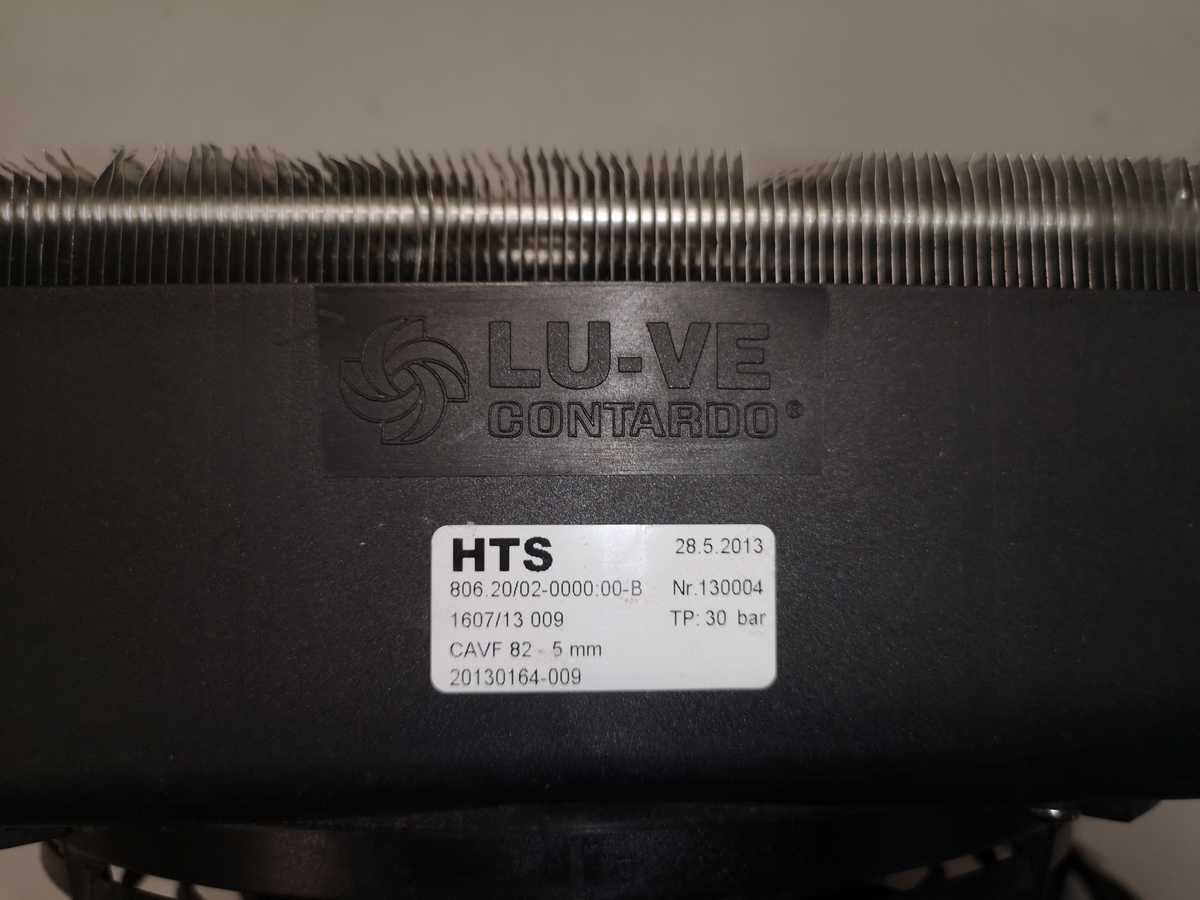 LU-VE
CONTARDO®
HTS 28.5.2013
806.20/02-0000:00-B Nr.130004
1607/13 009 TP: 30 bar
CAVF 82 - 5 mm
20130164-009